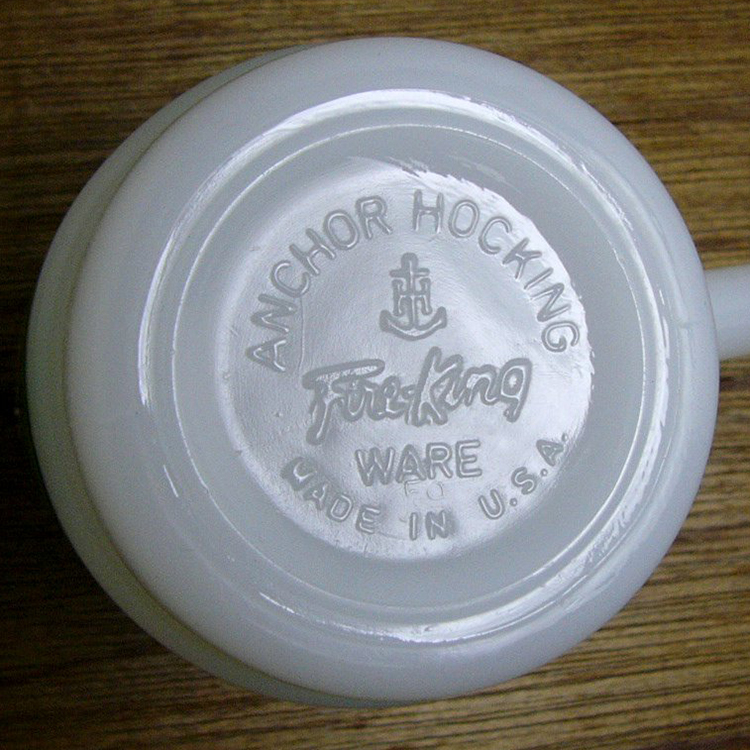 ANCHOR HOCKING
H
Fire-King
WARE
MADE IN U.S.A.